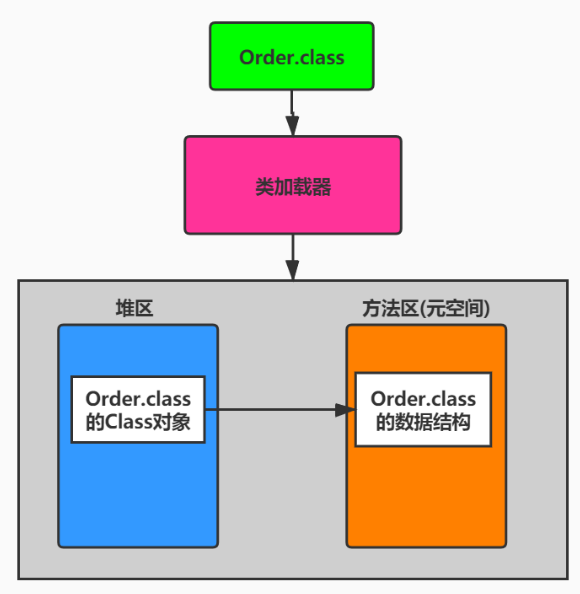 Order.class
类加载器
堆区
方法区(元空间)
Order.class
的Class对象
Order.class
的数据结构